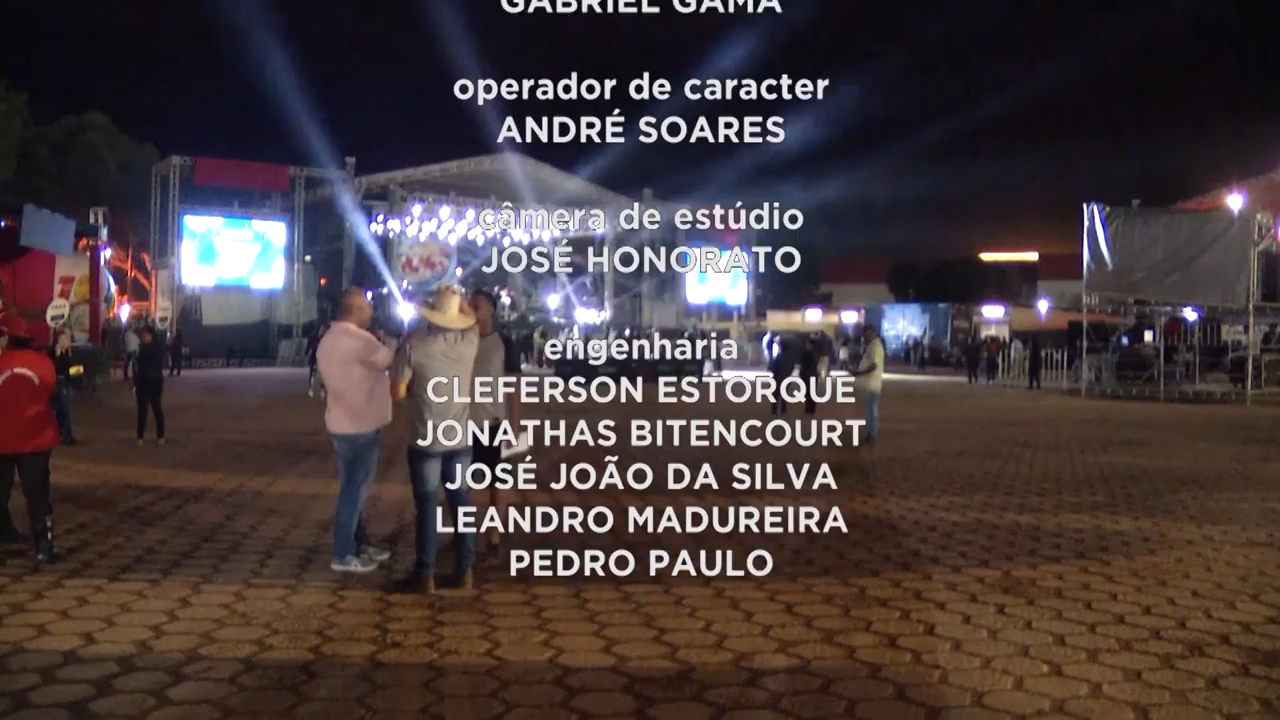 GABRIEL GAMA
operador de caracter
ANDRÉ SOARES
câmera de estúdio
JOSÉ HONORATO
engenharia
CLEFERSON ESTORQUE
JONATHAS BITENCOURT
JOSÉ JOÃO DA SILVA
LEANDRO MADUREIRA
PEDRO PAULO